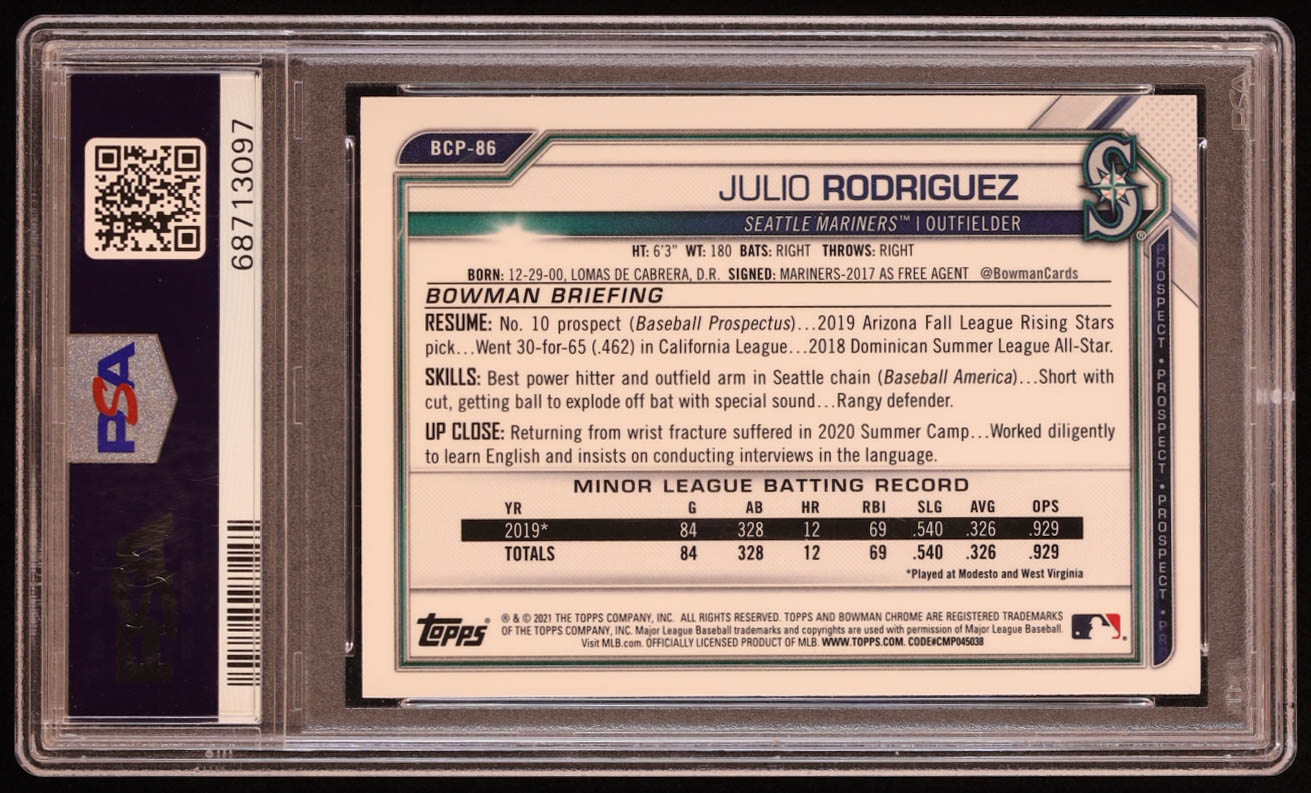 68713097
PSA
BCP-86
JULIO RODRIGUEZ
SEATTLE MARINERS™ | OUTFIELDER
HT: 6'3" WT: 180 BATS: RIGHT THROWS: RIGHT
BORN: 12-29-00, LOMAS DE CABRERA, D.R. SIGNED: MARINERS-2017 AS FREE AGENT @BowmanCards
BOWMAN BRIEFING
RESUME: No. 10 prospect (Baseball Prospectus)...2019 Arizona Fall League Rising Stars
pick...Went 30-for-65 (.462) in California League...2018 Dominican Summer League All-Star.
SKILLS: Best power hitter and outfield arm in Seattle chain (Baseball America)...Short with
cut, getting ball to explode off bat with special sound...Rangy defender.
UP CLOSE: Returning from wrist fracture suffered in 2020 Summer Camp...Worked diligently
to learn English and insists on conducting interviews in the language.
MINOR LEAGUE BATTING RECORD
YR G AB HR RBI SLG AVG OPS
2019* 84 328 12 69 .540 .326 .929
TOTALS 84 328 12 69 .540 .326 .929
*Played at Modesto and West Virginia
topps®
® & © 2021 THE TOPPS COMPANY, INC. ALL RIGHTS RESERVED. TOPPS AND BOWMAN CHROME ARE REGISTERED TRADEMARKS
OF THE TOPPS COMPANY, INC. Major League Baseball trademarks and copyrights are used with permission of Major League Baseball.
Visit MLB.com. OFFICIALLY LICENSED PRODUCT OF MLB. WWW.TOPPS.COM. CODE#CMP045038
PROSPECT • PROSPECT • PROSPECT • PR
S
®
PSA
PSA